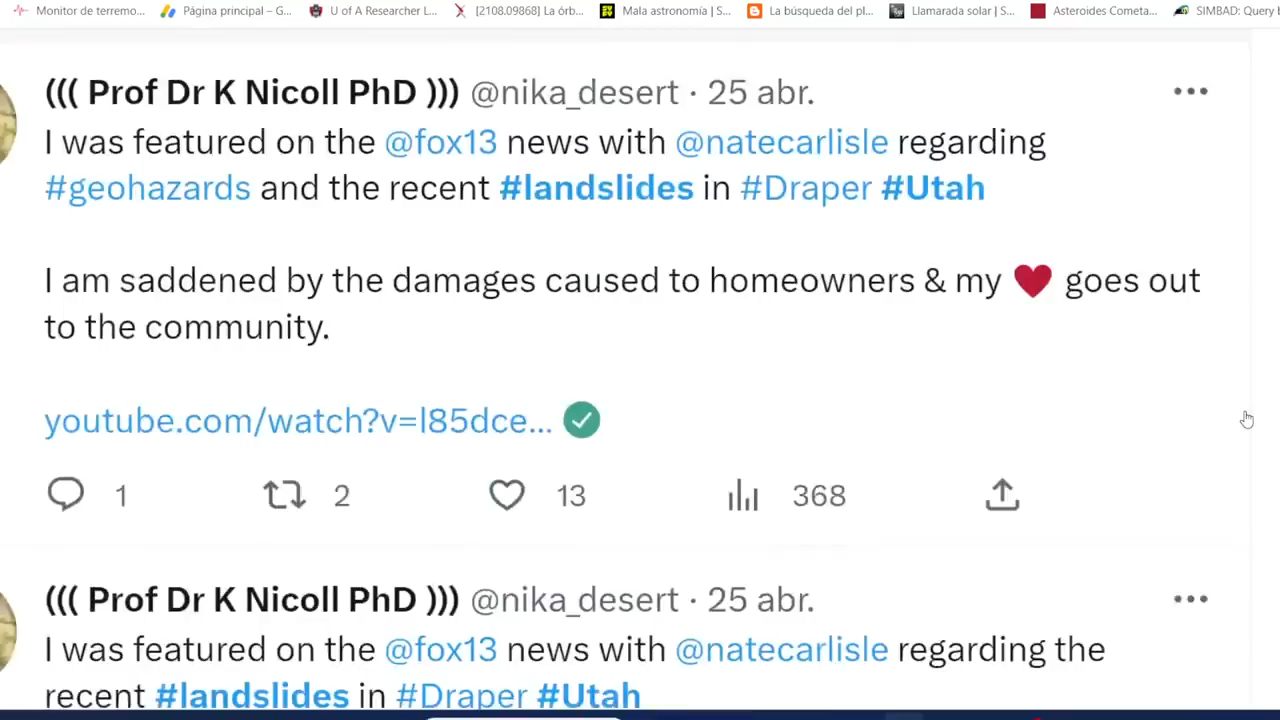 Monitor de terremo... Página principal – G... U of A Researcher L... [2108.09868] La órb... Mala astronomía | S... La búsqueda del pl... Llamarada solar | S... Asteroides Cometa... SIMBAD: Query b
((( Prof Dr K Nicoll PhD ))) @nika_desert · 25 abr.
I was featured on the @fox13 news with @natecarlisle regarding
#geohazards and the recent #landslides in #Draper #Utah
I am saddened by the damages caused to homeowners & my ❤ goes out
to the community.
youtube.com/watch?v=l85dce...
1 2 13 368
((( Prof Dr K Nicoll PhD ))) @nika_desert · 25 abr.
I was featured on the @fox13 news with @natecarlisle regarding the
recent #landslides in #Draper #Utah